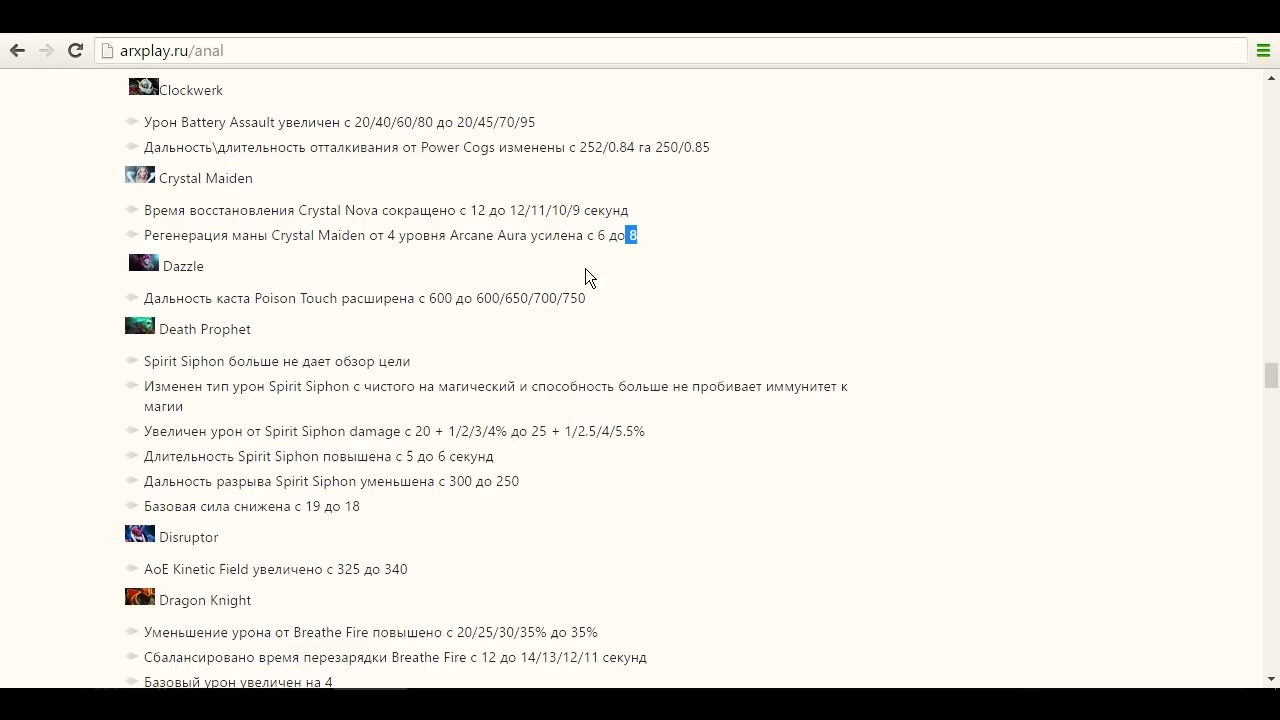 arxplay.ru/anal
Clockwerk
Урон Battery Assault увеличен с 20/40/60/80 до 20/45/70/95
Дальность\длительность отталкивания от Power Cogs изменены с 252/0.84 га 250/0.85
Crystal Maiden
Время восстановления Crystal Nova сокращено с 12 до 12/11/10/9 секунд
Регенерация маны Crystal Maiden от 4 уровня Arcane Aura усилена с 6 до 8
Dazzle
Дальность каста Poison Touch расширена с 600 до 600/650/700/750
Death Prophet
Spirit Siphon больше не дает обзор цели
Изменен тип урон Spirit Siphon с чистого на магический и способность больше не пробивает иммунитет к
магии
Увеличен урон от Spirit Siphon damage с 20 + 1/2/3/4% до 25 + 1/2.5/4/5.5%
Длительность Spirit Siphon повышена с 5 до 6 секунд
Дальность разрыва Spirit Siphon уменьшена с 300 до 250
Базовая сила снижена с 19 до 18
Disruptor
AoE Kinetic Field увеличено с 325 до 340
Dragon Knight
Уменьшение урона от Breathe Fire повышено с 20/25/30/35% до 35%
Сбалансировано время перезарядки Breathe Fire с 12 до 14/13/12/11 секунд
Базовый урон увеличен на 4